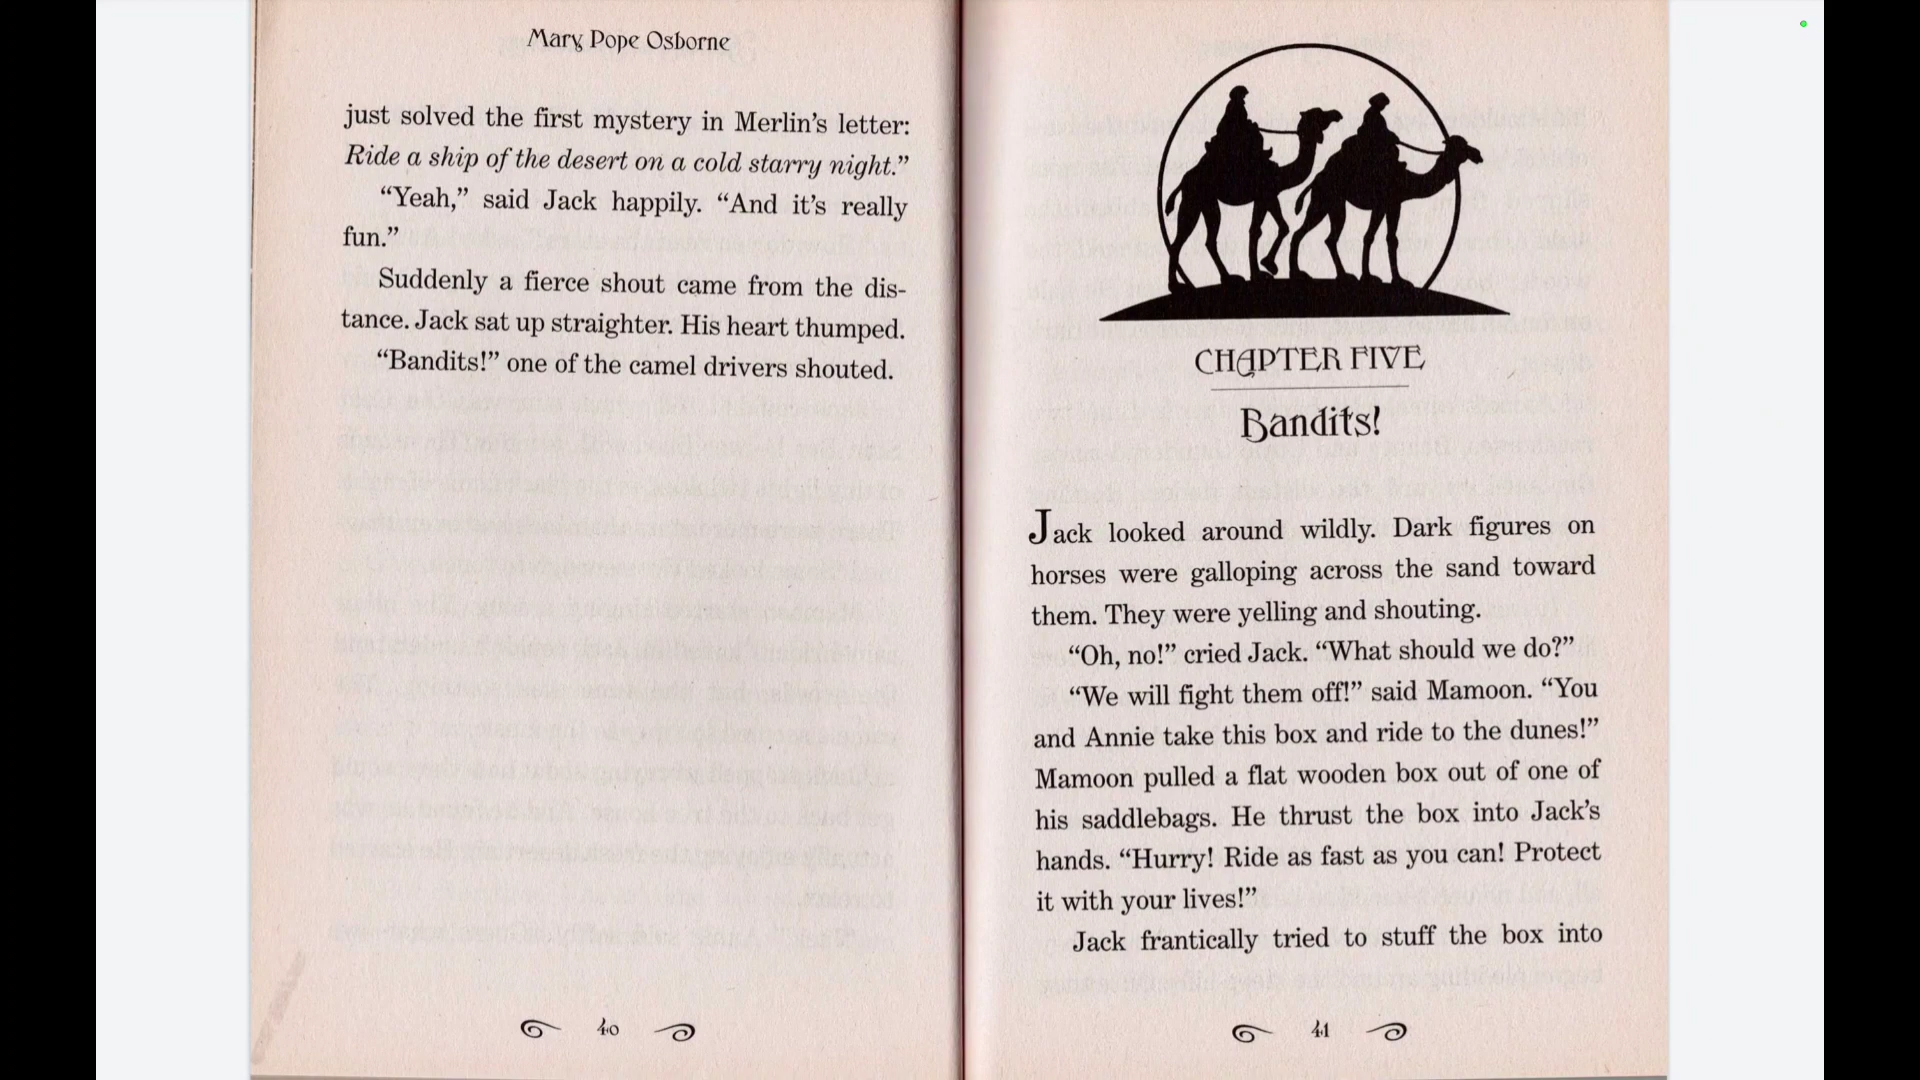 Mary Pope Osborne
just solved the first mystery in Merlin’s letter:
Ride a ship of the desert on a cold starry night.”
“Yeah,” said Jack happily. “And it’s really
fun.”
Suddenly a fierce shout came from the dis-
tance. Jack sat up straighter. His heart thumped.
“Bandits!” one of the camel drivers shouted.
40
CHAPTER FIVE
Bandits!
Jack looked around wildly. Dark figures on
horses were galloping across the sand toward
them. They were yelling and shouting.
“Oh, no!” cried Jack. “What should we do?”
“We will fight them off!” said Mamoon. “You
and Annie take this box and ride to the dunes!”
Mamoon pulled a flat wooden box out of one of
his saddlebags. He thrust the box into Jack’s
hands. “Hurry! Ride as fast as you can! Protect
it with your lives!”
Jack frantically tried to stuff the box into
41